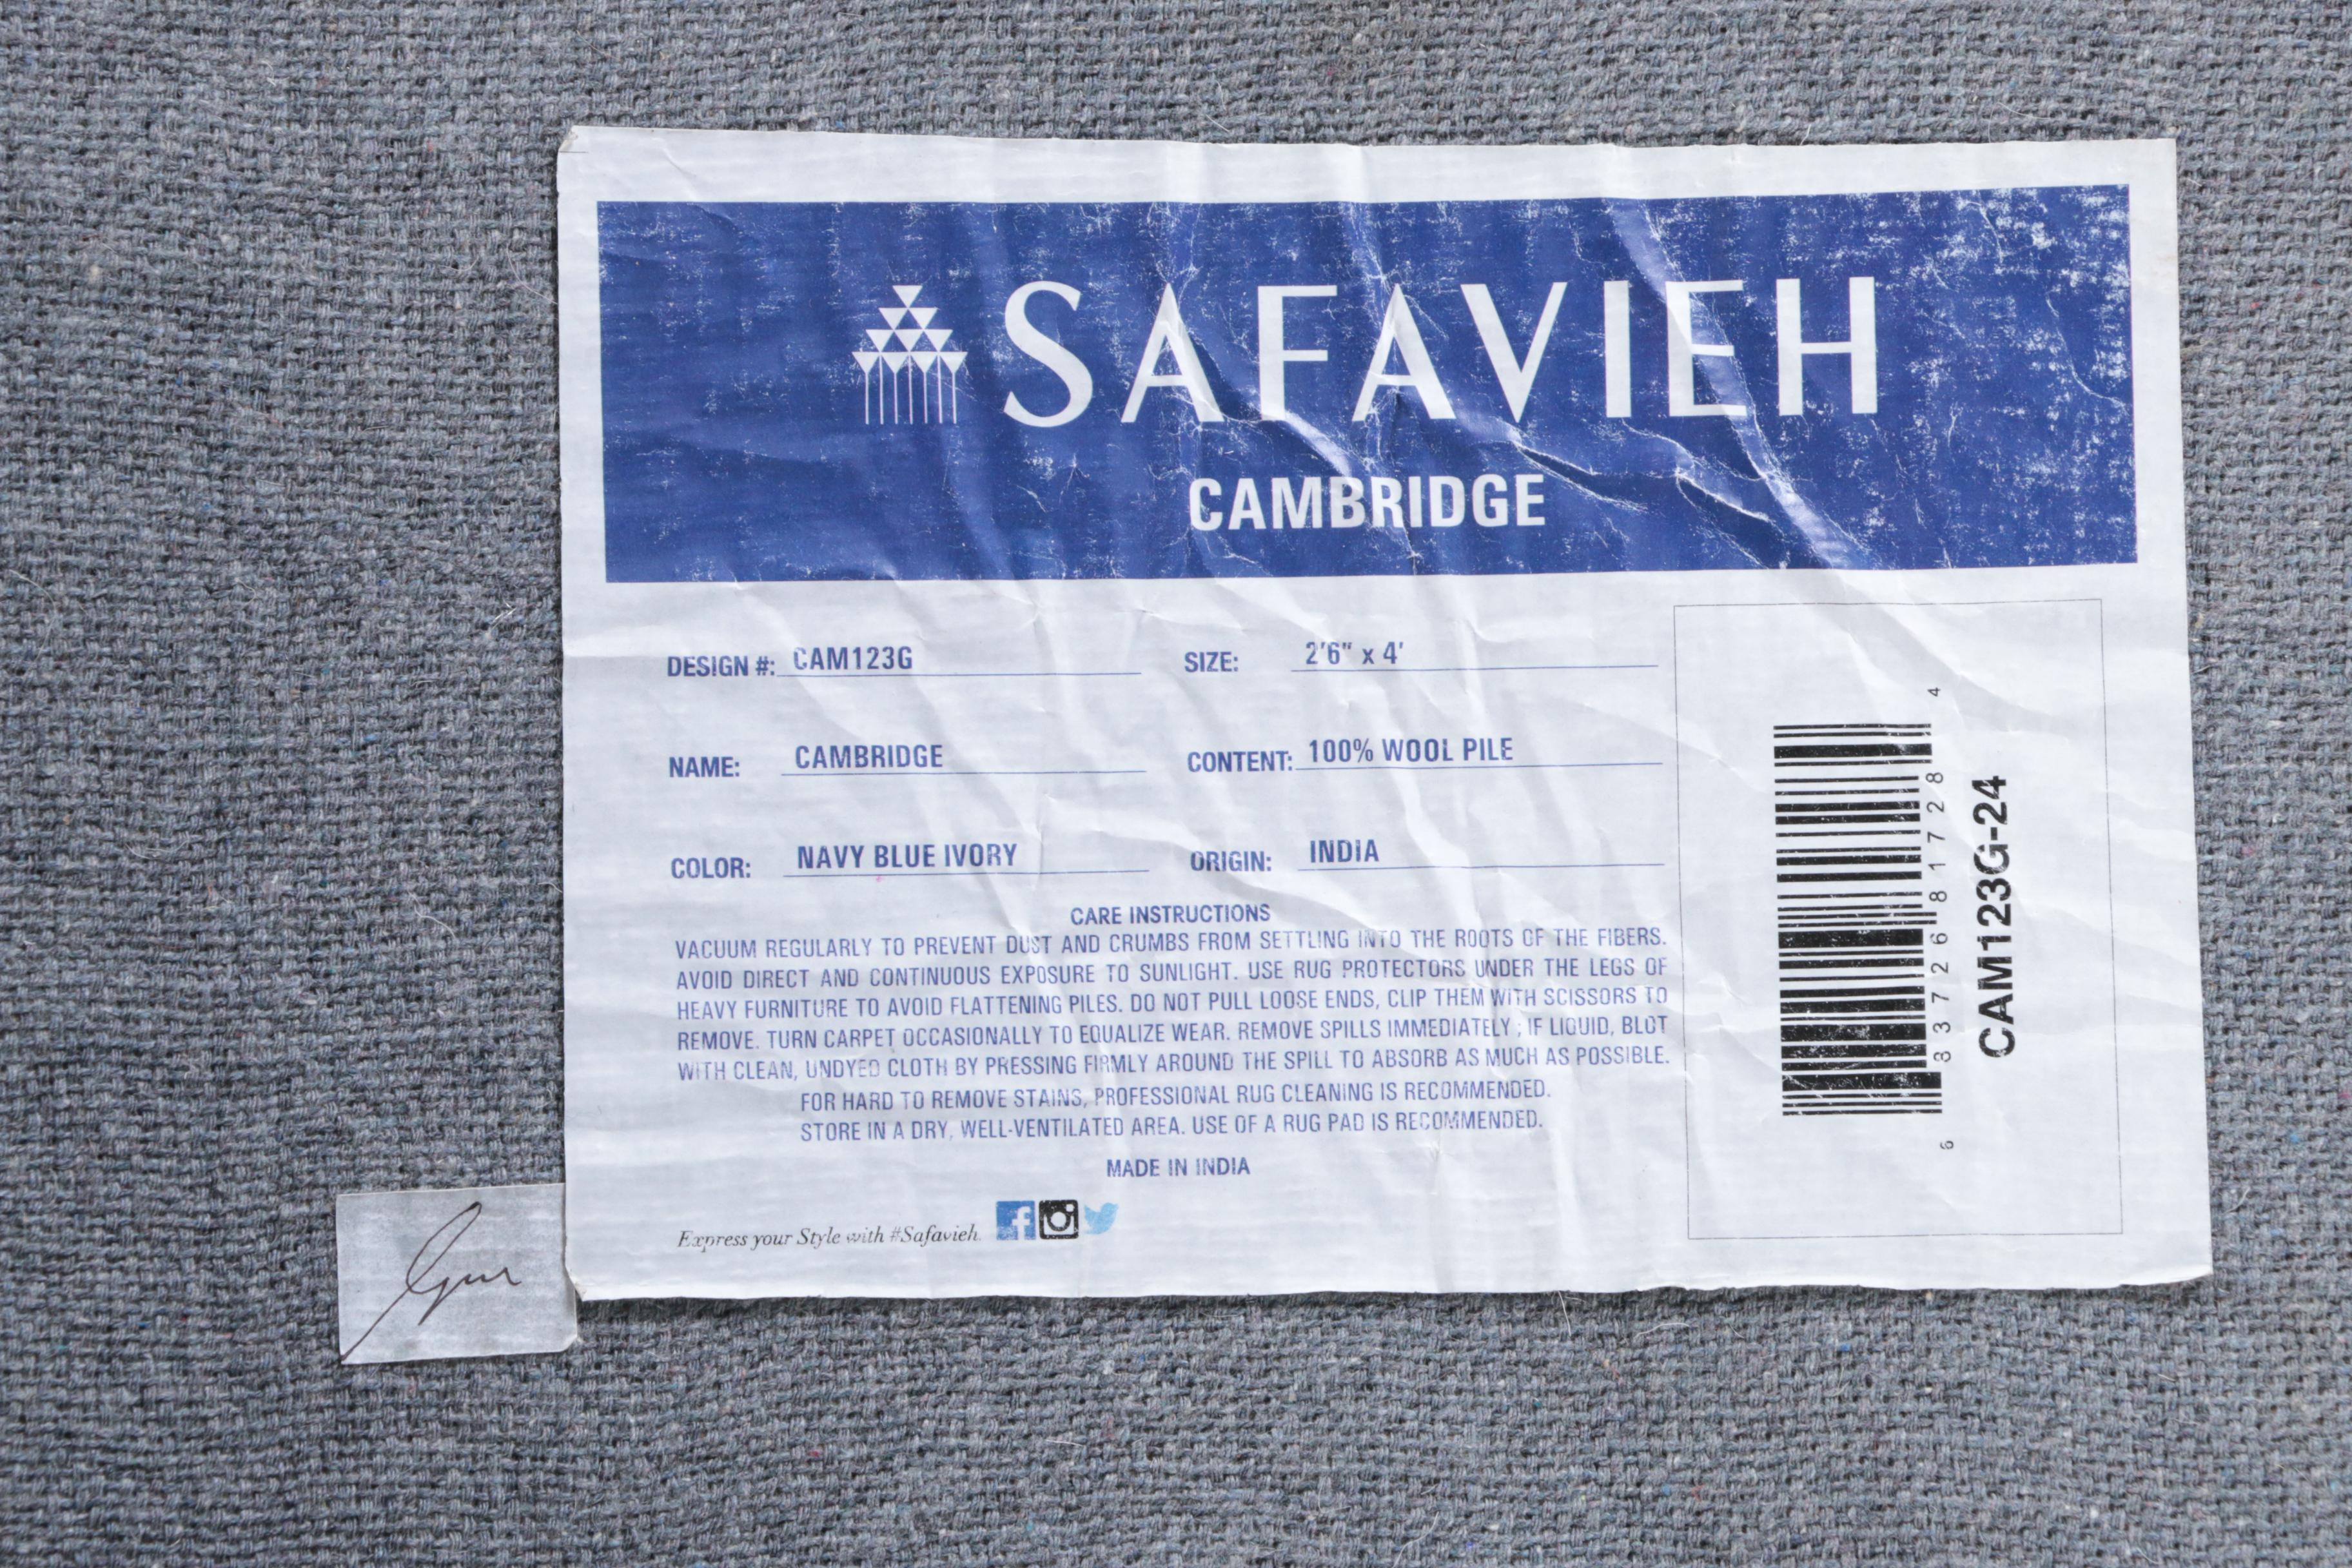 SAFAVIEH
CAMBRIDGE
DESIGN #: CAM123G
SIZE: 2'6" x 4'
NAME: CAMBRIDGE
CONTENT: 100% WOOL PILE
COLOR: NAVY BLUE IVORY
ORIGIN: INDIA
CARE INSTRUCTIONS
VACUUM REGULARLY TO PREVENT DUST AND CRUMBS FROM SETTLING INTO THE ROOTS OF THE FIBERS.
AVOID DIRECT AND CONTINUOUS EXPOSURE TO SUNLIGHT. USE RUG PROTECTORS UNDER THE LEGS OF
HEAVY FURNITURE TO AVOID FLATTENING PILES. DO NOT PULL LOOSE ENDS, CLIP THEM WITH SCISSORS TO
REMOVE. TURN CARPET OCCASIONALLY TO EQUALIZE WEAR. REMOVE SPILLS IMMEDIATELY ; IF LIQUID, BLOT
WITH CLEAN, UNDYED CLOTH BY PRESSING FIRMLY AROUND THE SPILL TO ABSORB AS MUCH AS POSSIBLE.
FOR HARD TO REMOVE STAINS, PROFESSIONAL RUG CLEANING IS RECOMMENDED.
STORE IN A DRY, WELL-VENTILATED AREA. USE OF A RUG PAD IS RECOMMENDED.
MADE IN INDIA
Express your Style with #Safavieh
6 83726 81728 4
CAM123G-24